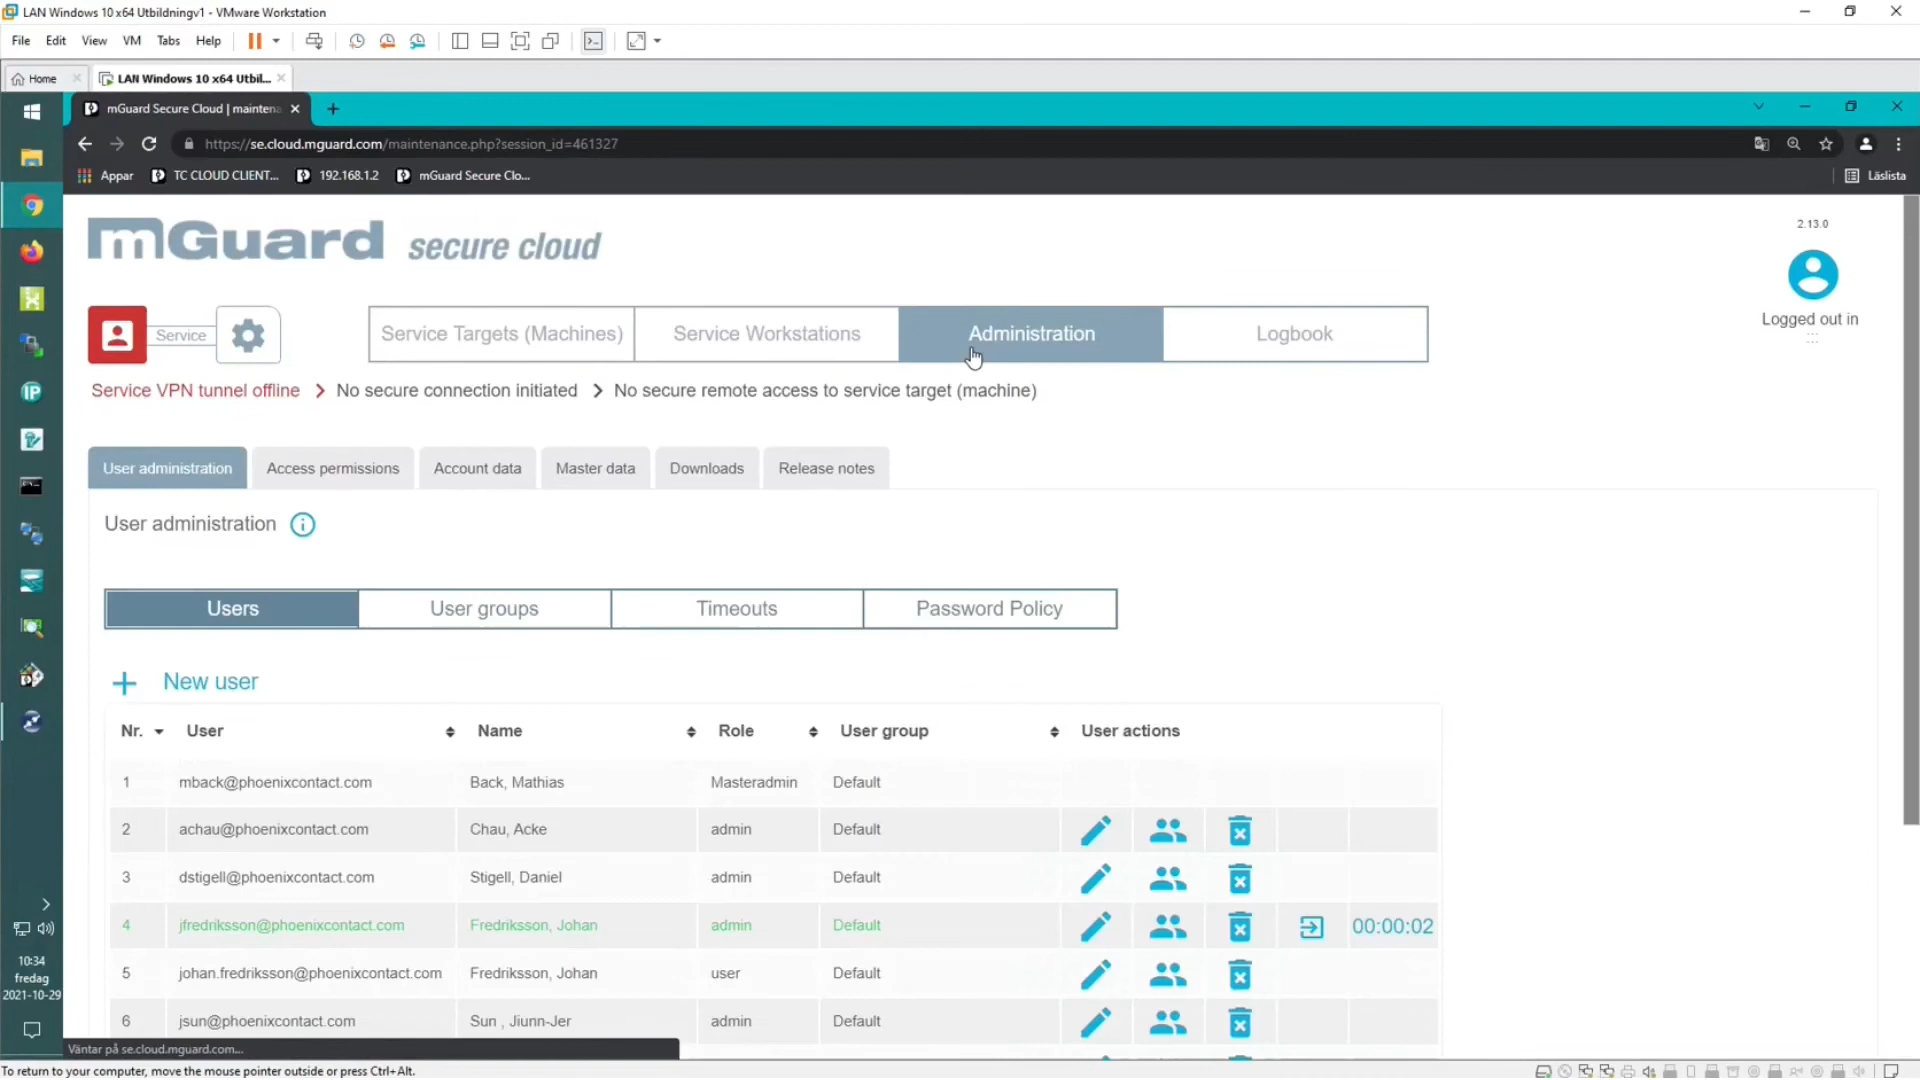 LAN Windows 10 x64 Utbildningv1 - VMware Workstation
File Edit View VM Tabs Help
Home LAN Windows 10 x64 Utbil...
mGuard Secure Cloud | maintena
https://se.cloud.mguard.com/maintenance.php?session_id=461327
Appar TC CLOUD CLIENT... 192.168.1.2 mGuard Secure Clo... Läslista
mGuard secure cloud
2.13.0
Service Service Targets (Machines) Service Workstations Administration Logbook
Logged out in
...
Service VPN tunnel offline No secure connection initiated No secure remote access to service target (machine)
User administration Access permissions Account data Master data Downloads Release notes
User administration
Users User groups Timeouts Password Policy
+ New user
Nr. User Name Role User group User actions
1 mback@phoenixcontact.com Back, Mathias Masteradmin Default
2 achau@phoenixcontact.com Chau, Acke admin Default
3 dstigell@phoenixcontact.com Stigell, Daniel admin Default
4 jfredriksson@phoenixcontact.com Fredriksson, Johan admin Default 00:00:02
5 johan.fredriksson@phoenixcontact.com Fredriksson, Johan user Default
6 jsun@phoenixcontact.com Sun , Jiunn-Jer admin Default
10:34
fredag
2021-10-29
Väntar på se.cloud.mguard.com...
To return to your computer, move the mouse pointer outside or press Ctrl+Alt.